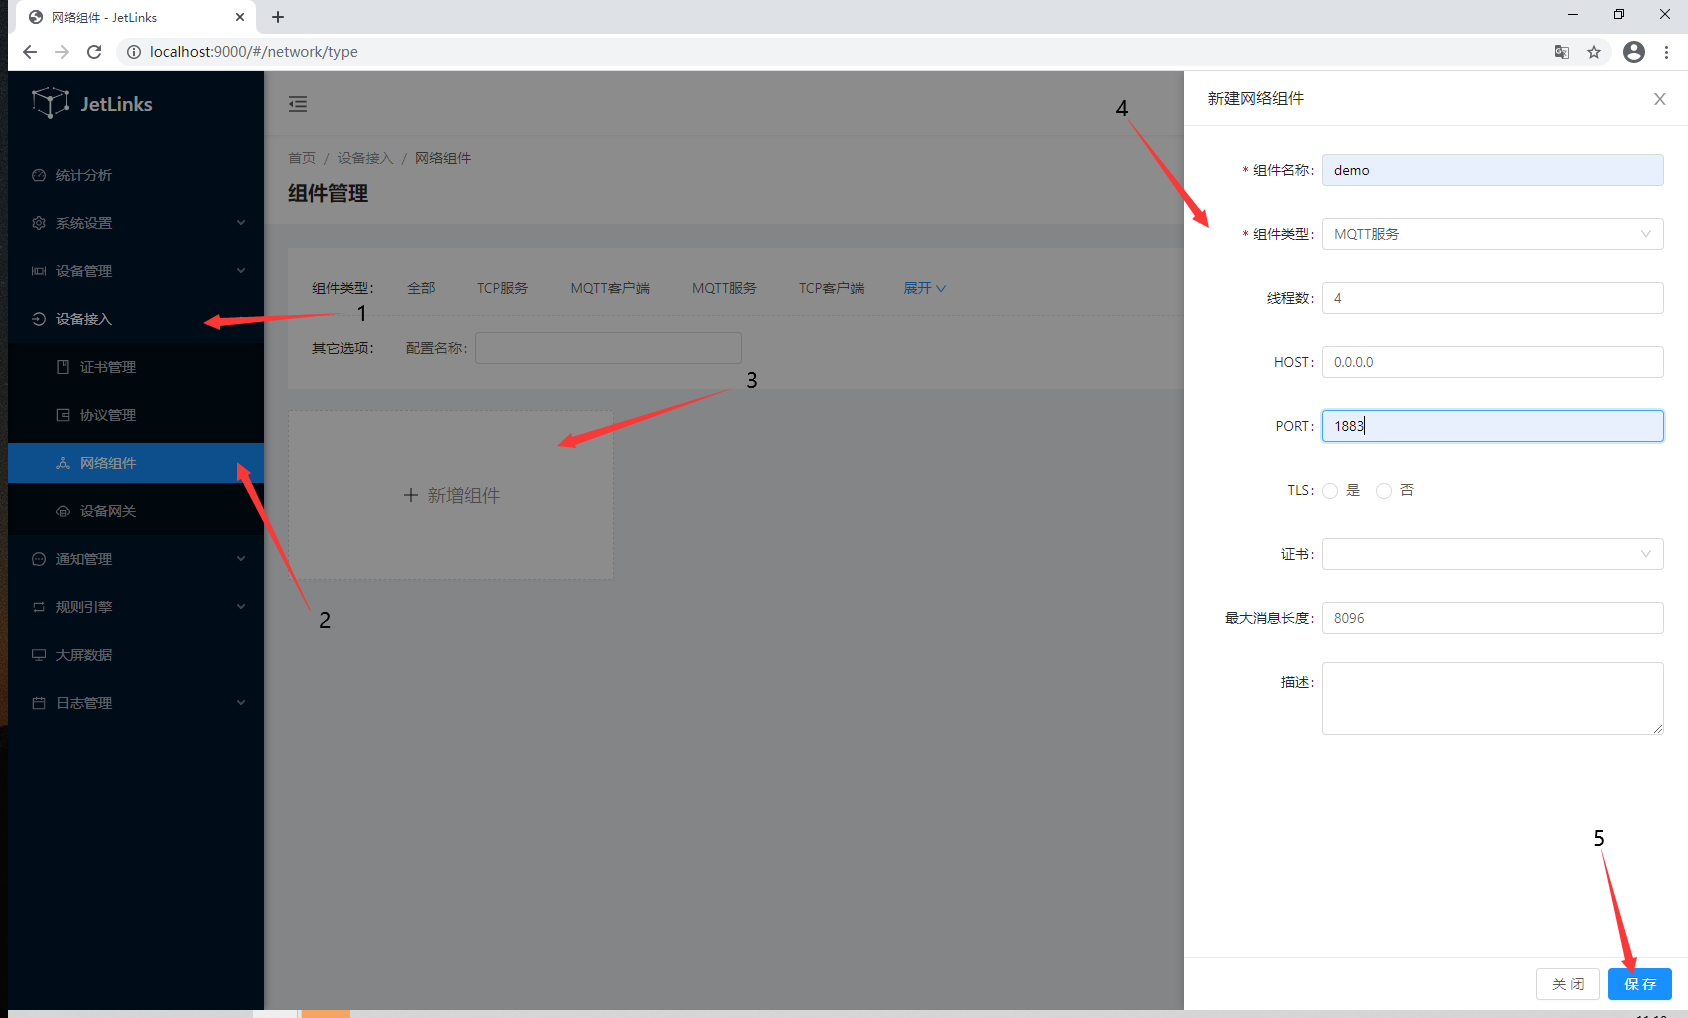 网络组件 - JetLinks
localhost:9000/#/network/type
JetLinks
统计分析
系统设置
设备管理
设备接入
证书管理
协议管理
网络组件
设备网关
通知管理
规则引擎
大屏数据
日志管理
首页 / 设备接入 / 网络组件
组件管理
组件类型: 全部 TCP服务 MQTT客户端 MQTT服务 TCP客户端 展开
其它选项: 配置名称:
新增组件
1
2
3
4
5
新建网络组件
* 组件名称: demo
* 组件类型: MQTT服务
线程数: 4
HOST: 0.0.0.0
PORT: 1883
TLS: 是 否
证书:
最大消息长度: 8096
描述:
关 闭 保 存